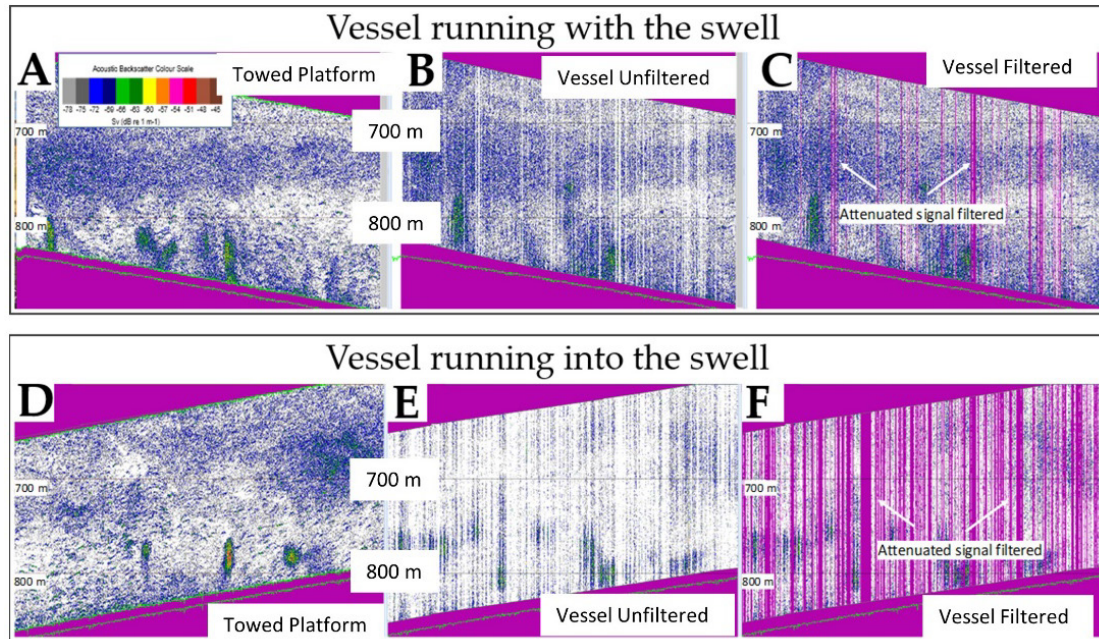 Vessel running with the swell
A
Acoustic Backscatter Colour Scale
-78 -75 -72 -69 -66 -63 -60 -57 -54 -51 -48 -45
Sv (dB re 1 m-1)
Towed Platform
B
Vessel Unfiltered
C
Vessel Filtered
700 m
700 m
700 m
800 m
800 m
800 m
Attenuated signal filtered
Vessel running into the swell
D
E
F
700 m
700 m
700 m
800 m
800 m
800 m
Attenuated signal filtered
Towed Platform
Vessel Unfiltered
Vessel Filtered